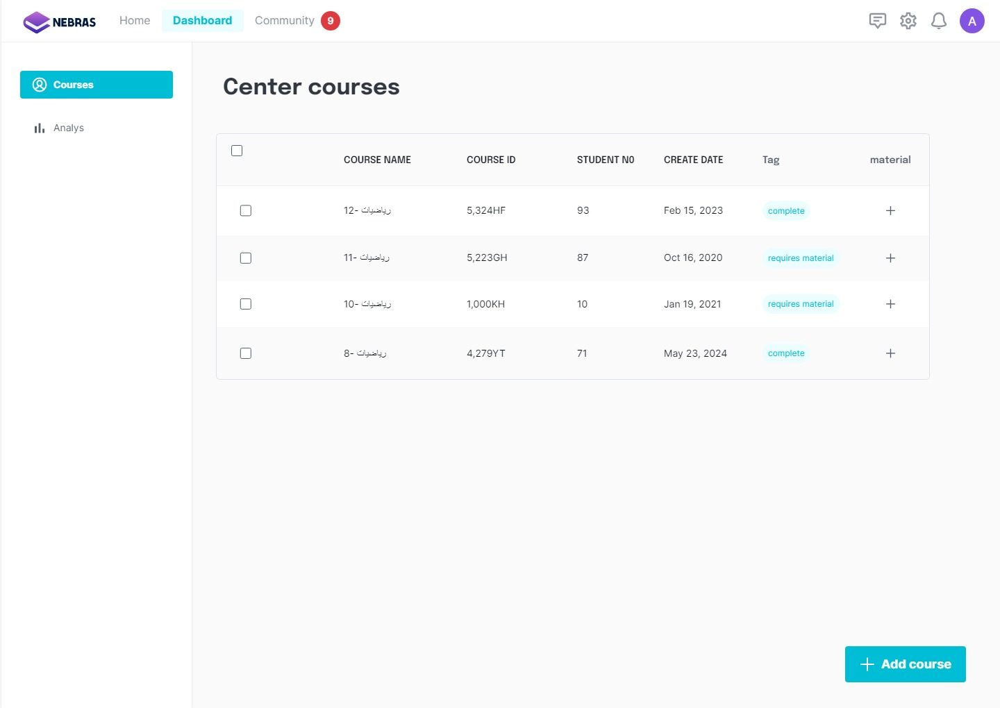 NEBRAS Home Dashboard Community 9 A
Courses
Analys
Center courses
COURSE NAME COURSE ID STUDENT N0 CREATE DATE Tag material
رياضيات -12 5,324HF 93 Feb 15, 2023 complete
رياضيات -11 5,223GH 87 Oct 16, 2020 requires material
رياضيات -10 1,000KH 10 Jan 19, 2021 requires material
رياضيات -8 4,279YT 71 May 23, 2024 complete
Add course